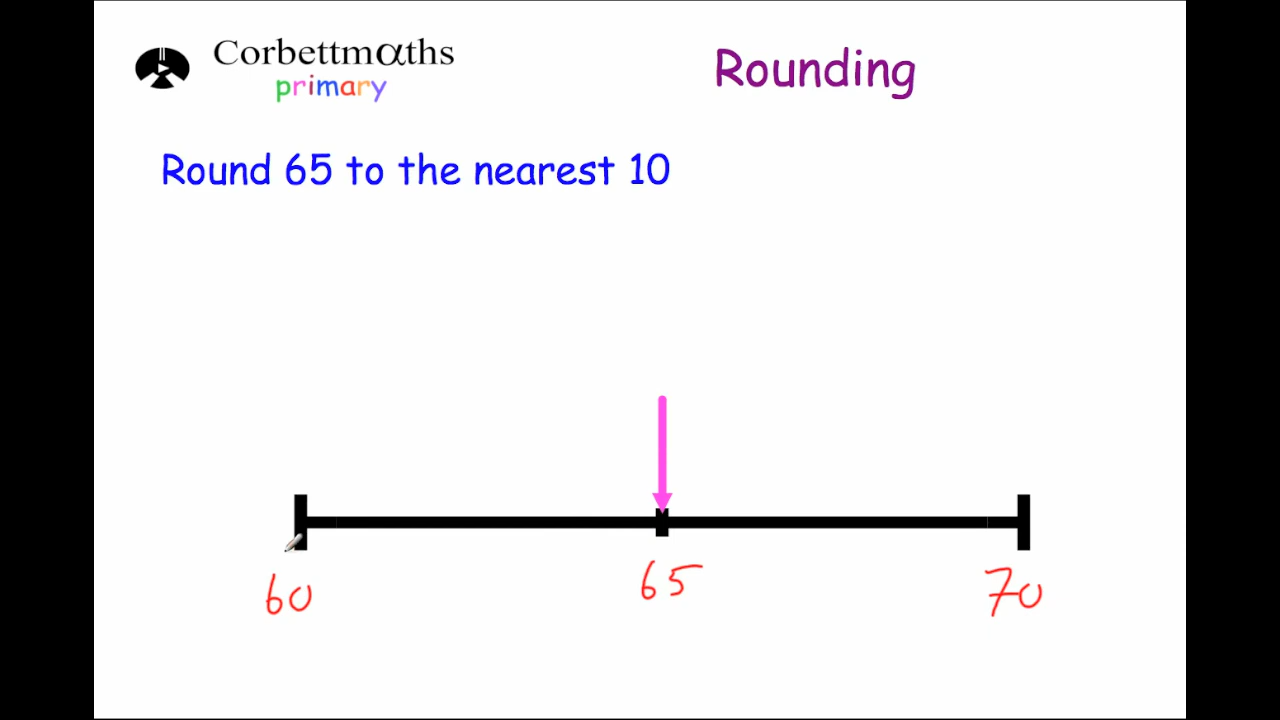 Corbettmαths
primary
Rounding
Round 65 to the nearest 10
60 65 70